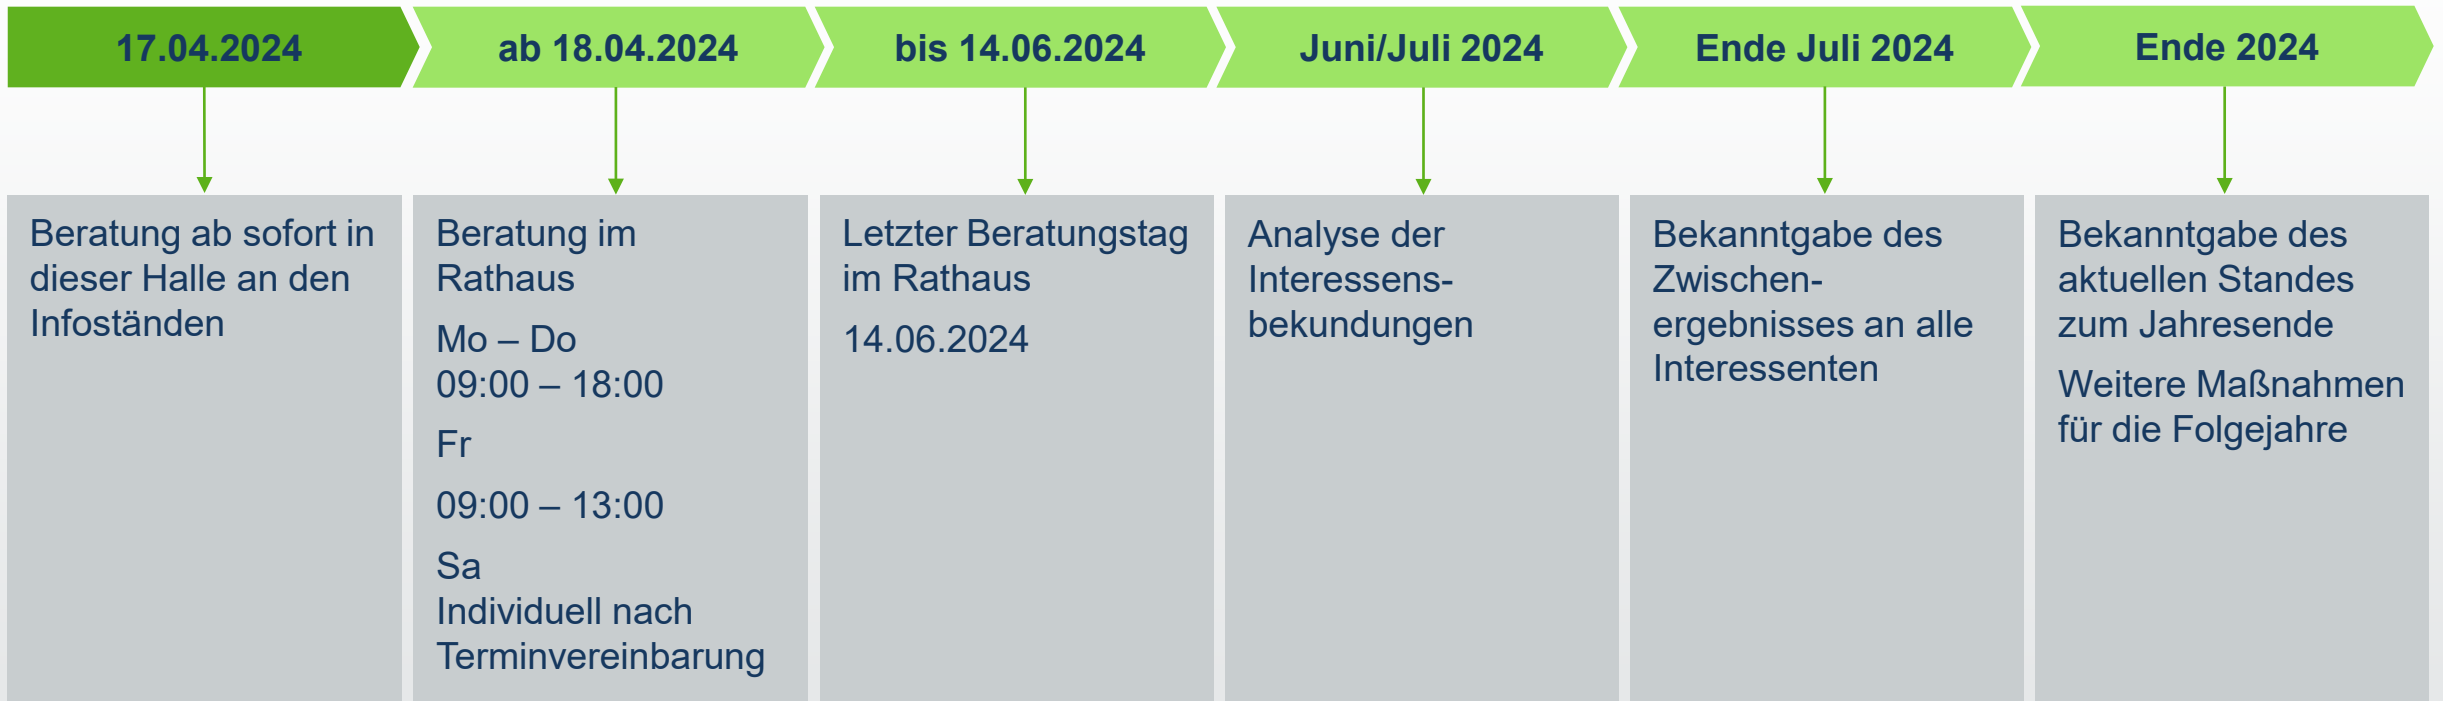 17.04.2024
ab 18.04.2024
bis 14.06.2024
Juni/Juli 2024
Ende Juli 2024
Ende 2024
Beratung ab sofort in
dieser Halle an den
Infoständen
Beratung im
Rathaus
Mo – Do
09:00 – 18:00
Fr
09:00 – 13:00
Sa
Individuell nach
Terminvereinbarung
Letzter Beratungstag
im Rathaus
14.06.2024
Analyse der
Interessens-
bekundungen
Bekanntgabe des
Zwischen-
ergebnisses an alle
Interessenten
Bekanntgabe des
aktuellen Standes
zum Jahresende
Weitere Maßnahmen
für die Folgejahre